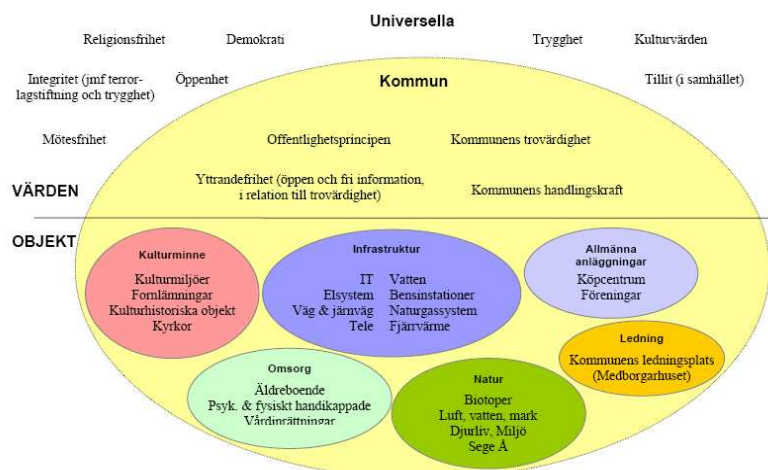 Universella
Religionsfrihet
Demokrati
Trygghet
Kulturvärden
Integritet (jmf terror-
lagstiftning och trygghet)
Öppenhet
Kommun
Tillit (i samhället)
Mötesfrihet
Offentlighetsprincipen
Kommunens trovärdighet
Yttrandefrihet (öppen och fri information,
i relation till trovärdighet)
Kommunens handlingskraft
VÄRDEN
OBJEKT
Kulturminne
Kulturmiljöer
Fornlämningar
Kulturhistoriska objekt
Kyrkor
Infrastruktur
IT Vatten
Elsystem Bensinstationer
Väg & järnväg Naturgassystem
Tele Fjärrvärme
Allmänna
anläggningar
Köpcentrum
Föreningar
Ledning
Kommunens ledningsplats
(Medborgarhuset)
Omsorg
Äldreboende
Psyk. & fysiskt handikappade
Vårdinrättningar
Natur
Biotoper
Luft, vatten, mark
Djurliv, Miljö
Sege Å